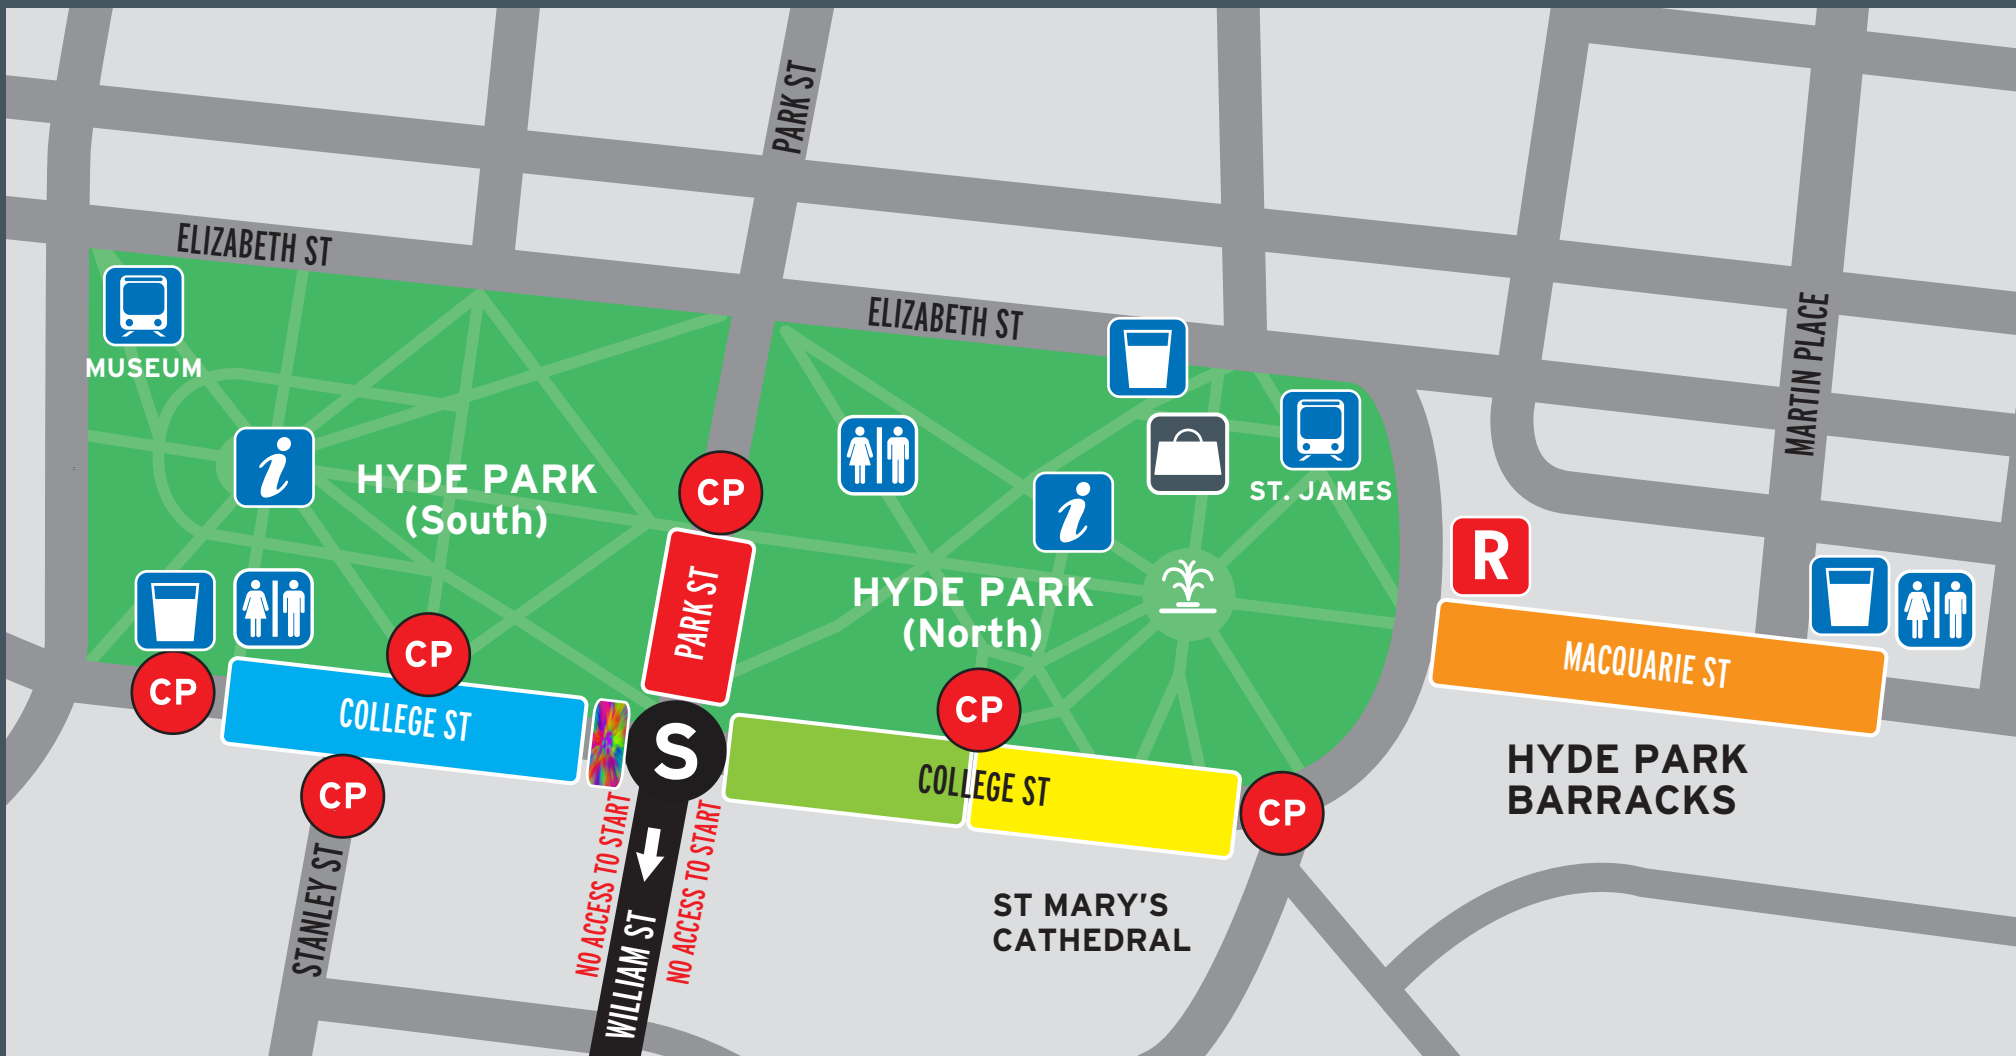 PARK ST
ELIZABETH ST
ELIZABETH ST
MARTIN PLACE
MUSEUM
i
HYDE PARK
(South)
CP
i
ST. JAMES
R
HYDE PARK
(North)
PARK ST
CP
CP
COLLEGE ST
S
CP
COLLEGE ST
MACQUARIE ST
HYDE PARK
BARRACKS
CP
CP
STANLEY ST
NO ACCESS TO START
WILLIAM ST
NO ACCESS TO START
ST MARY'S
CATHEDRAL